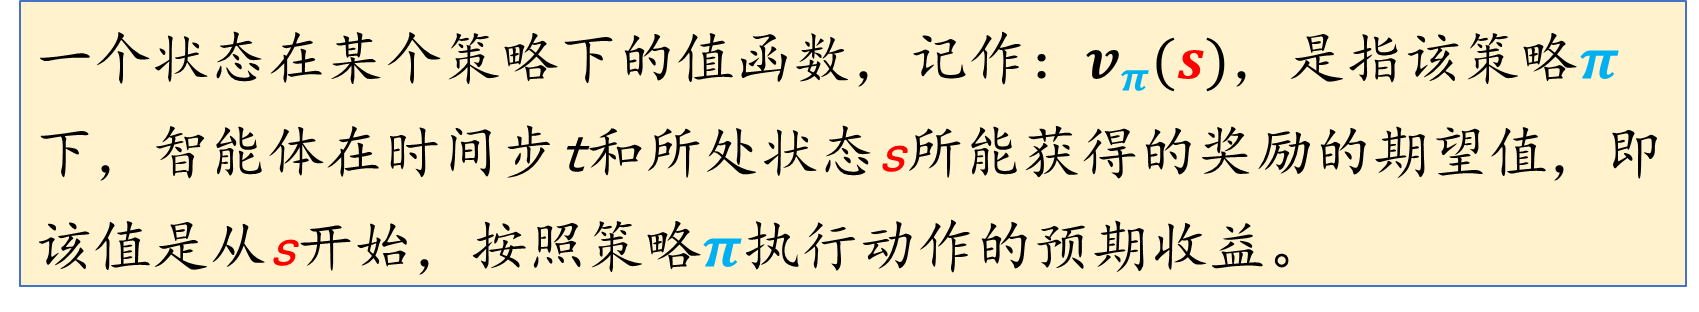 一个状态在某个策略下的值函数，记作：𝒗_𝝅(𝒔)，是指该策略𝝅
下，智能体在时间步t和所处状态s所能获得的奖励的期望值，即
该值是从s开始，按照策略𝝅执行动作的预期收益。